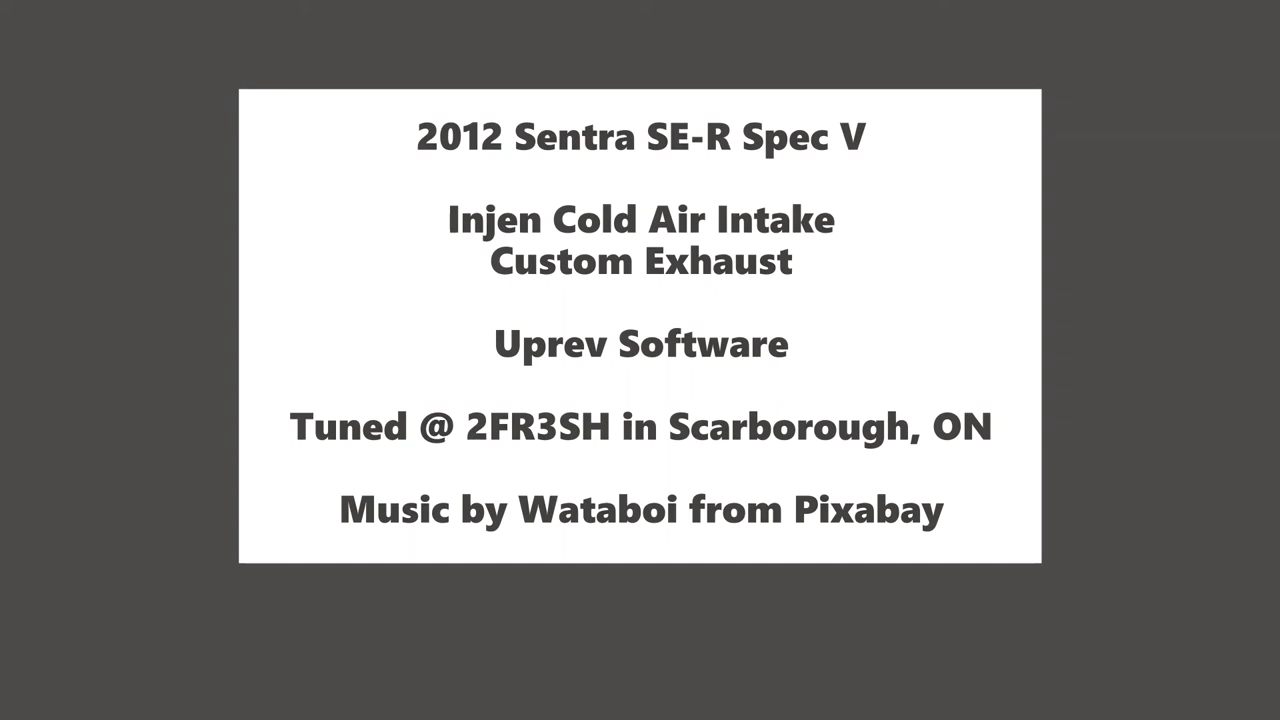 2012 Sentra SE-R Spec V
Injen Cold Air Intake
Custom Exhaust
Uprev Software
Tuned @ 2FR3SH in Scarborough, ON
Music by Wataboi from Pixabay